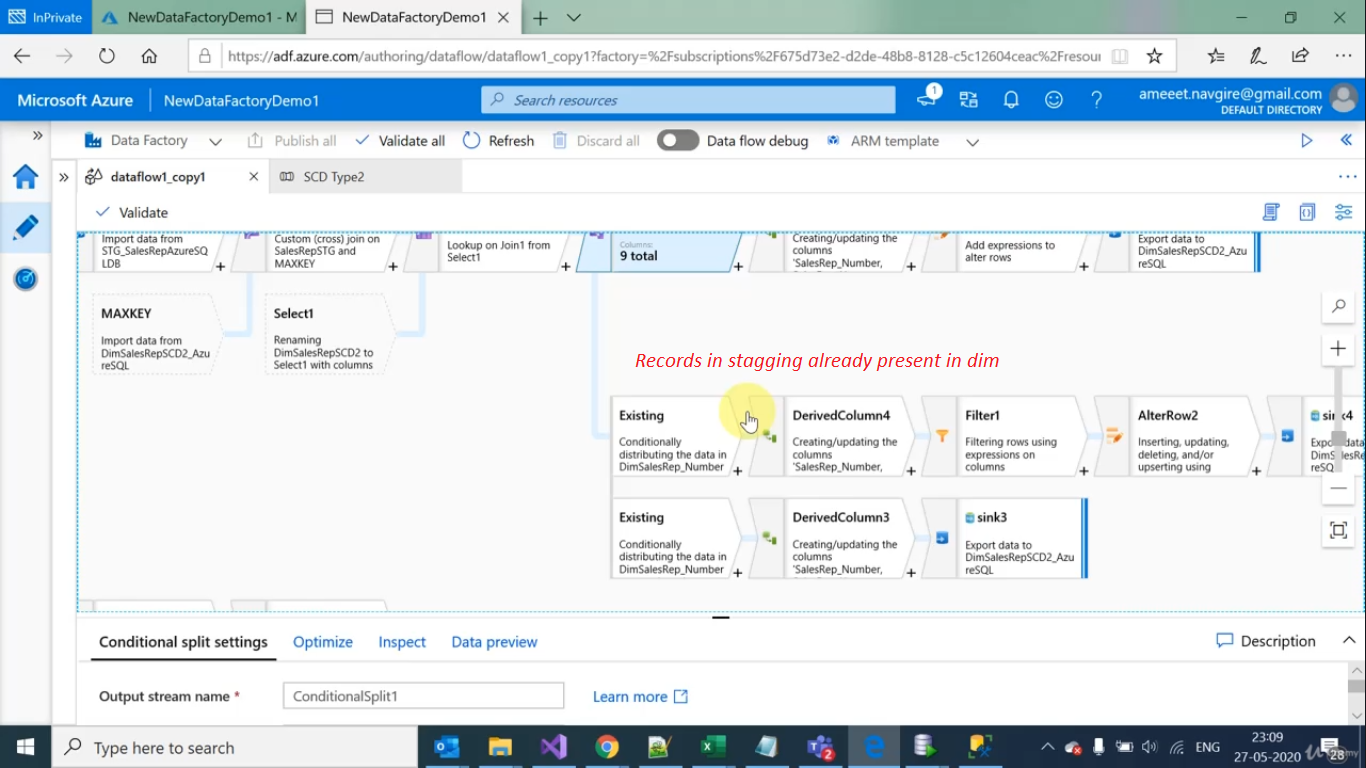 InPrivate
NewDataFactoryDemo1 - M
NewDataFactoryDemo1
https://adf.azure.com/authoring/dataflow/dataflow1_copy1?factory=%2Fsubscriptions%2F675d73e2-d2de-48b8-8128-c5c12604ceac%2Fresour
Microsoft Azure
NewDataFactoryDemo1
Search resources
1
ameeet.navgire@gmail.com
DEFAULT DIRECTORY
Data Factory
Publish all
Validate all
Refresh
Discard all
Data flow debug
ARM template
dataflow1_copy1
SCD Type2
Validate
Import data from
STG_SalesRepAzureSQ
LDB
Custom (cross) join on
SalesRepSTG and
MAXKEY
Lookup on Join1 from
Select1
Columns:
9 total
Creating/updating the
columns
'SalesRep_Number,
Add expressions to
alter rows
Export data to
DimSalesRepSCD2_Azu
reSQL
MAXKEY
Import data from
DimSalesRepSCD2_Azu
reSQL
Select1
Renaming
DimSalesRepSCD2 to
Select1 with columns
Records in stagging already present in dim
Existing
Conditionally
distributing the data in
DimSalesRep_Number
DerivedColumn4
Creating/updating the
columns
'SalesRep_Number,
Filter1
Filtering rows using
expressions on
columns
AlterRow2
Inserting, updating,
deleting, and/or
upserting using
sink4
Existing
Conditionally
distributing the data in
DimSalesRep_Number
DerivedColumn3
Creating/updating the
columns
'SalesRep_Number,
sink3
Export data to
DimSalesRepSCD2_Azu
reSQL
Conditional split settings
Optimize
Inspect
Data preview
Description
Output stream name *
ConditionalSplit1
Learn more
Type here to search
2
ENG
23:09
27-05-2020
28